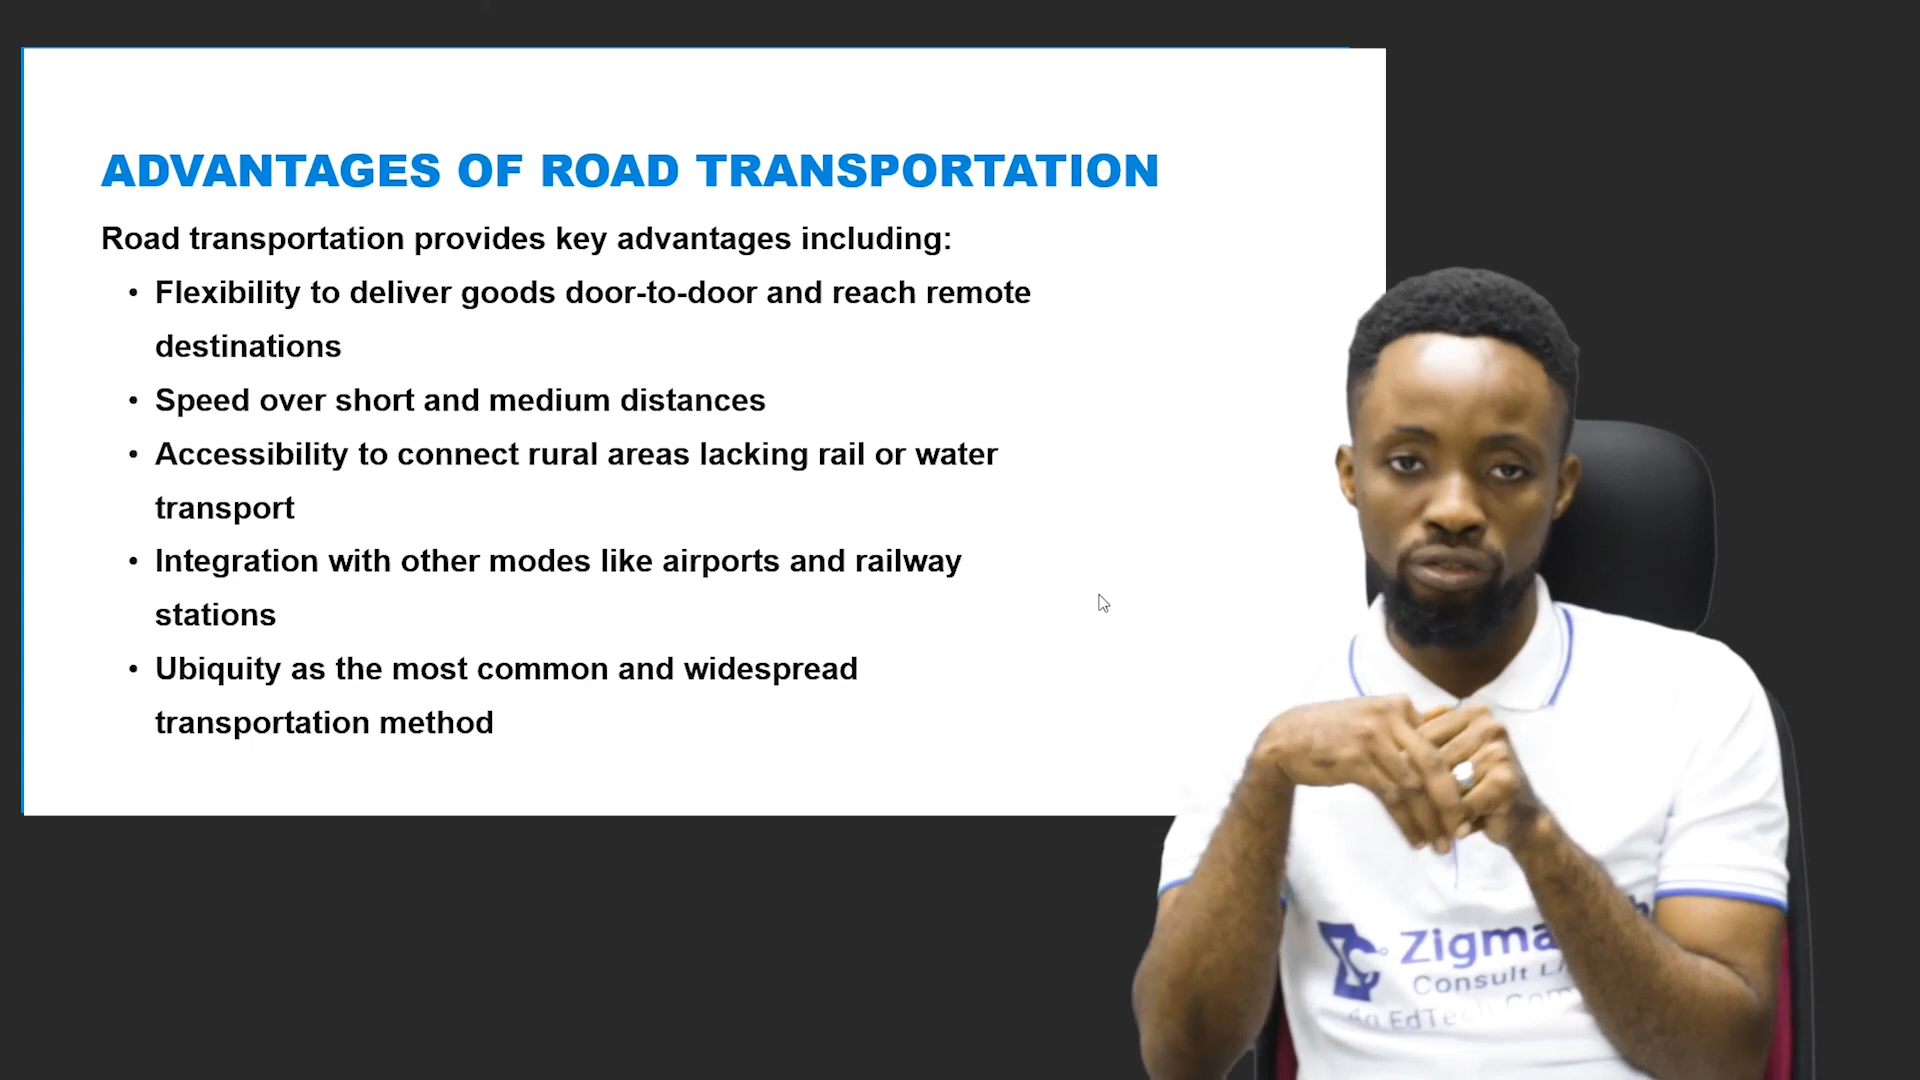 ADVANTAGES OF ROAD TRANSPORTATION
Road transportation provides key advantages including:
• Flexibility to deliver goods door-to-door and reach remote
destinations
• Speed over short and medium distances
• Accessibility to connect rural areas lacking rail or water
transport
• Integration with other modes like airports and railway
stations
• Ubiquity as the most common and widespread
transportation method
Zigma
Consult
EdTech